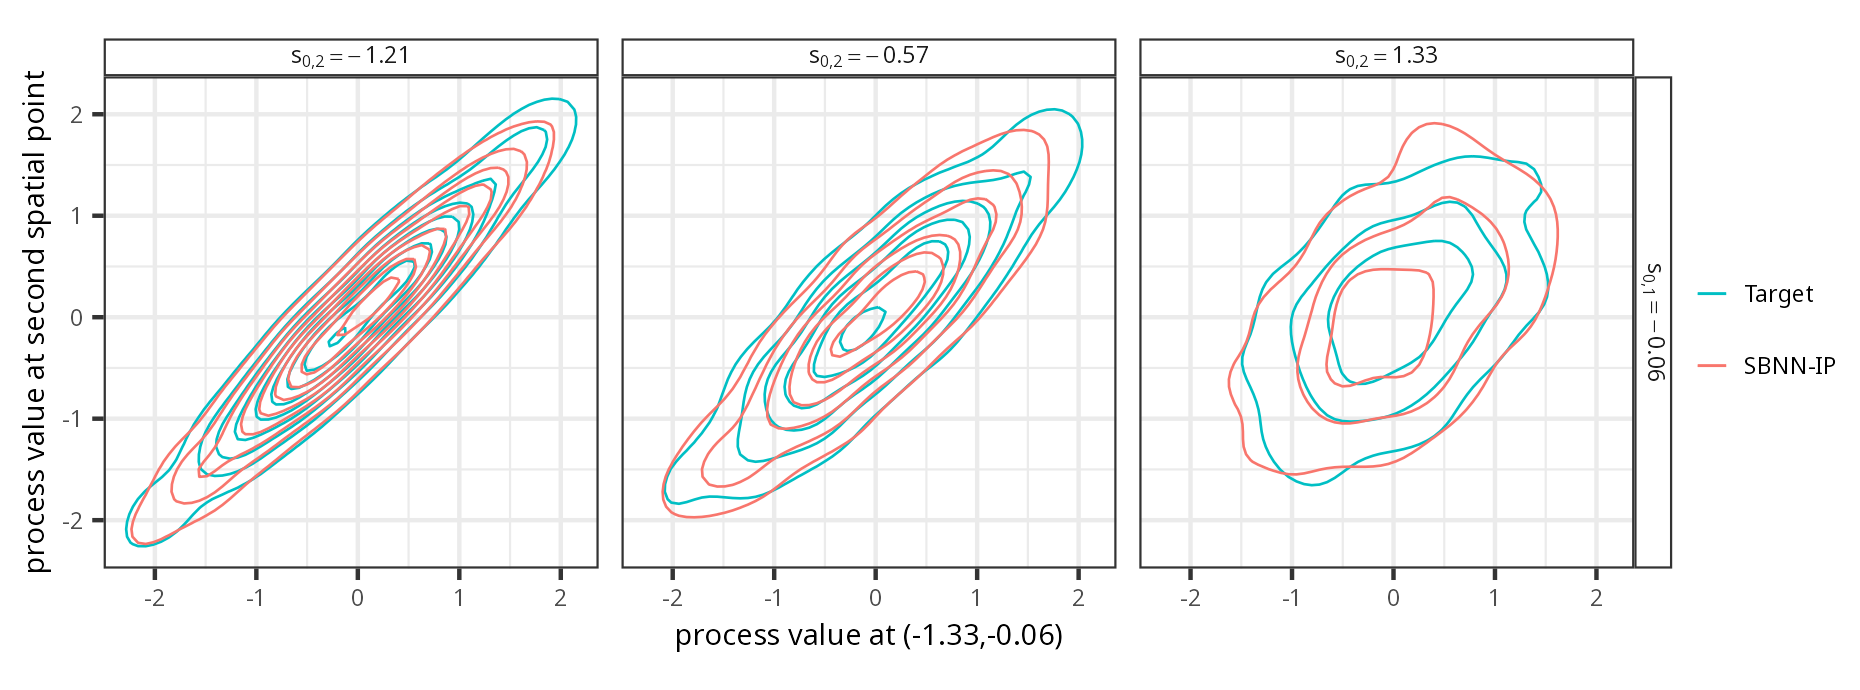 s0,2 = − 1.21
s0,2 = − 0.57
s0,2 = 1.33
process value at second spatial point
2
1
0
-1
-2
s0,1 = − 0.06
Target
SBNN-IP
-2 -1 0 1 2
-2 -1 0 1 2
-2 -1 0 1 2
process value at (-1.33,-0.06)